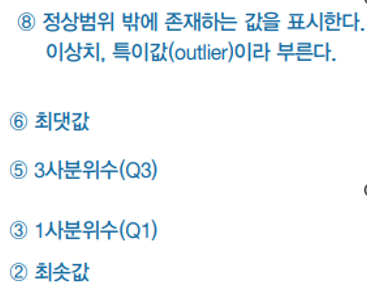 ⑧ 정상범위 밖에 존재하는 값을 표시한다.
이상치, 특이값(outlier)이라 부른다.
⑥ 최댓값
⑤ 3사분위수(Q3)
③ 1사분위수(Q1)
② 최솟값